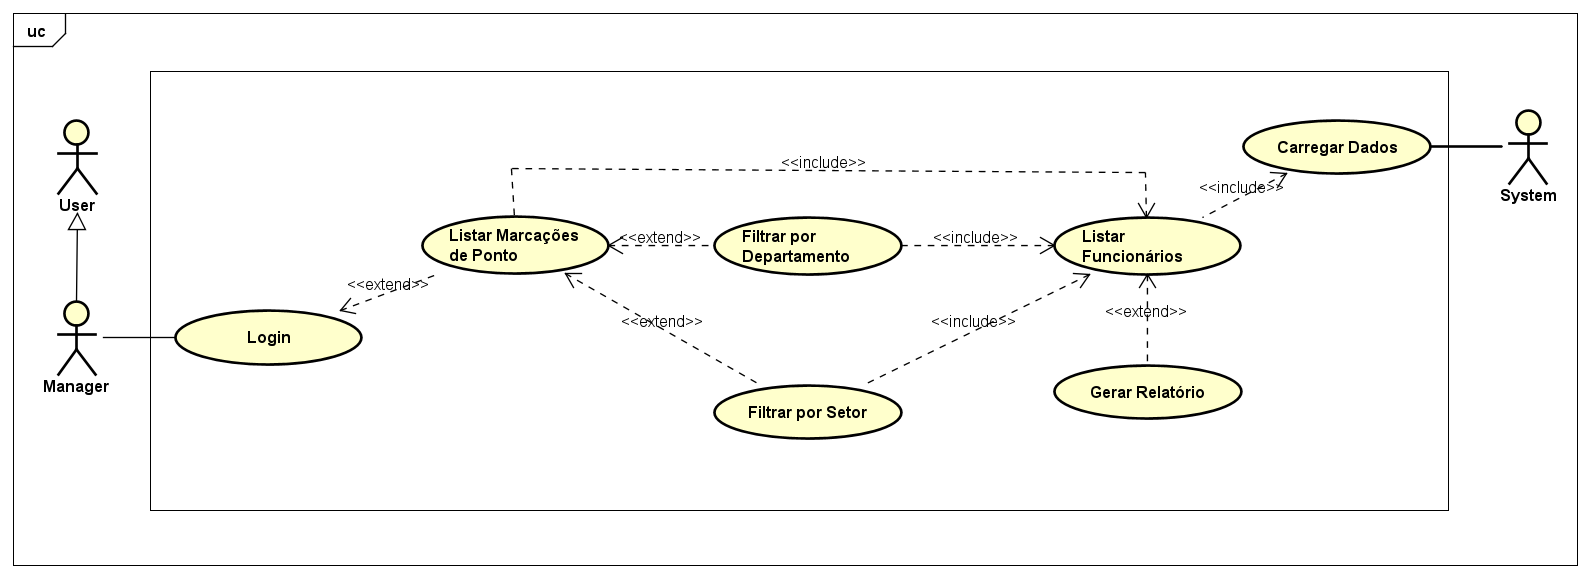 uc
User
Manager
Login
<<extend>>
Listar Marcações
de Ponto
<<include>>
<<extend>>
Filtrar por
Departamento
<<include>>
<<extend>>
Filtrar por Setor
<<include>>
Listar
Funcionários
<<extend>>
Gerar Relatório
<<include>>
Carregar Dados
System